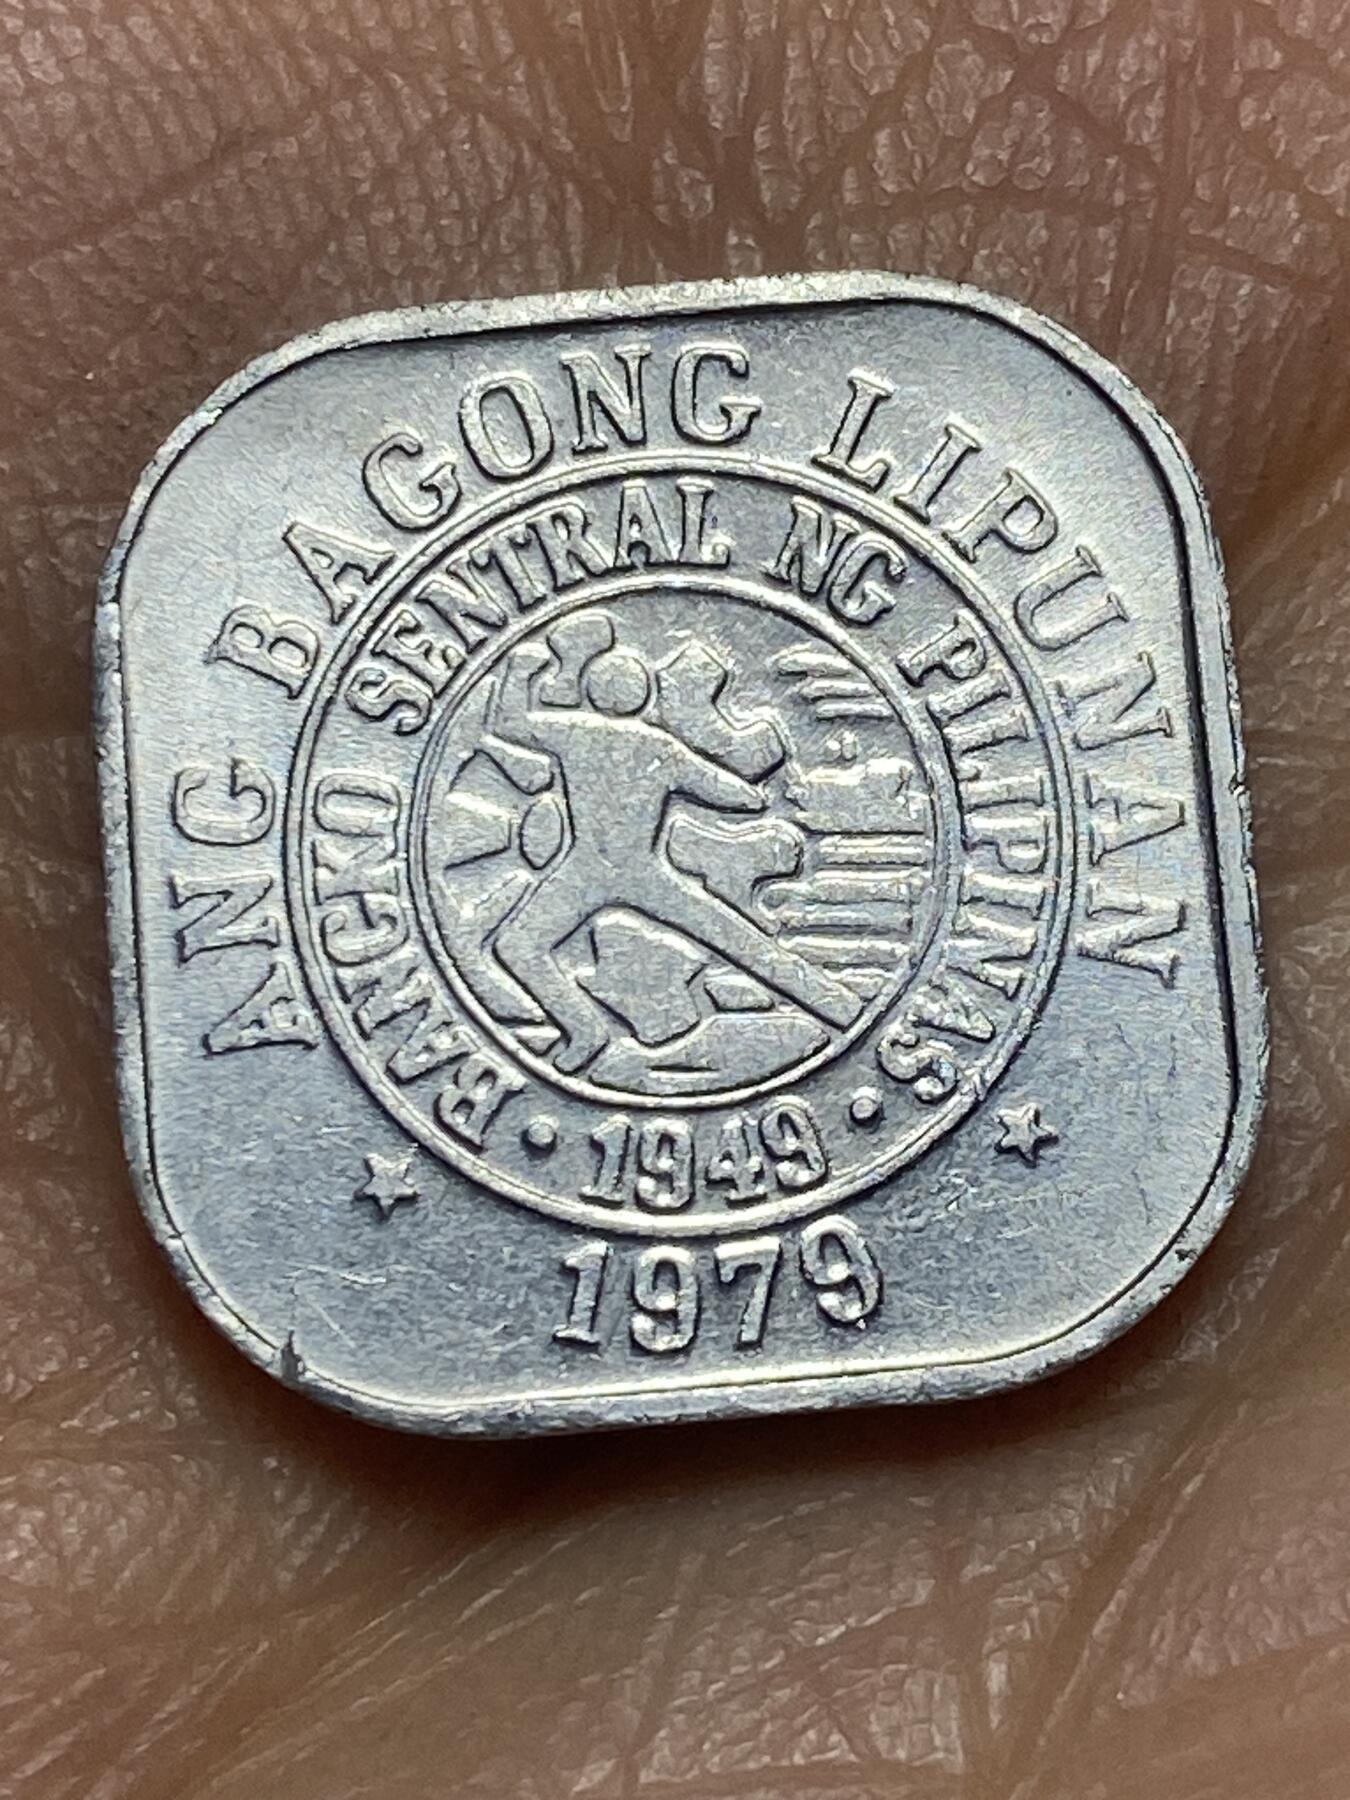 ANG BAGONG LIPUNAN
BANGKO SENTRAL NG PILIPINAS
· 1949 ·
1979